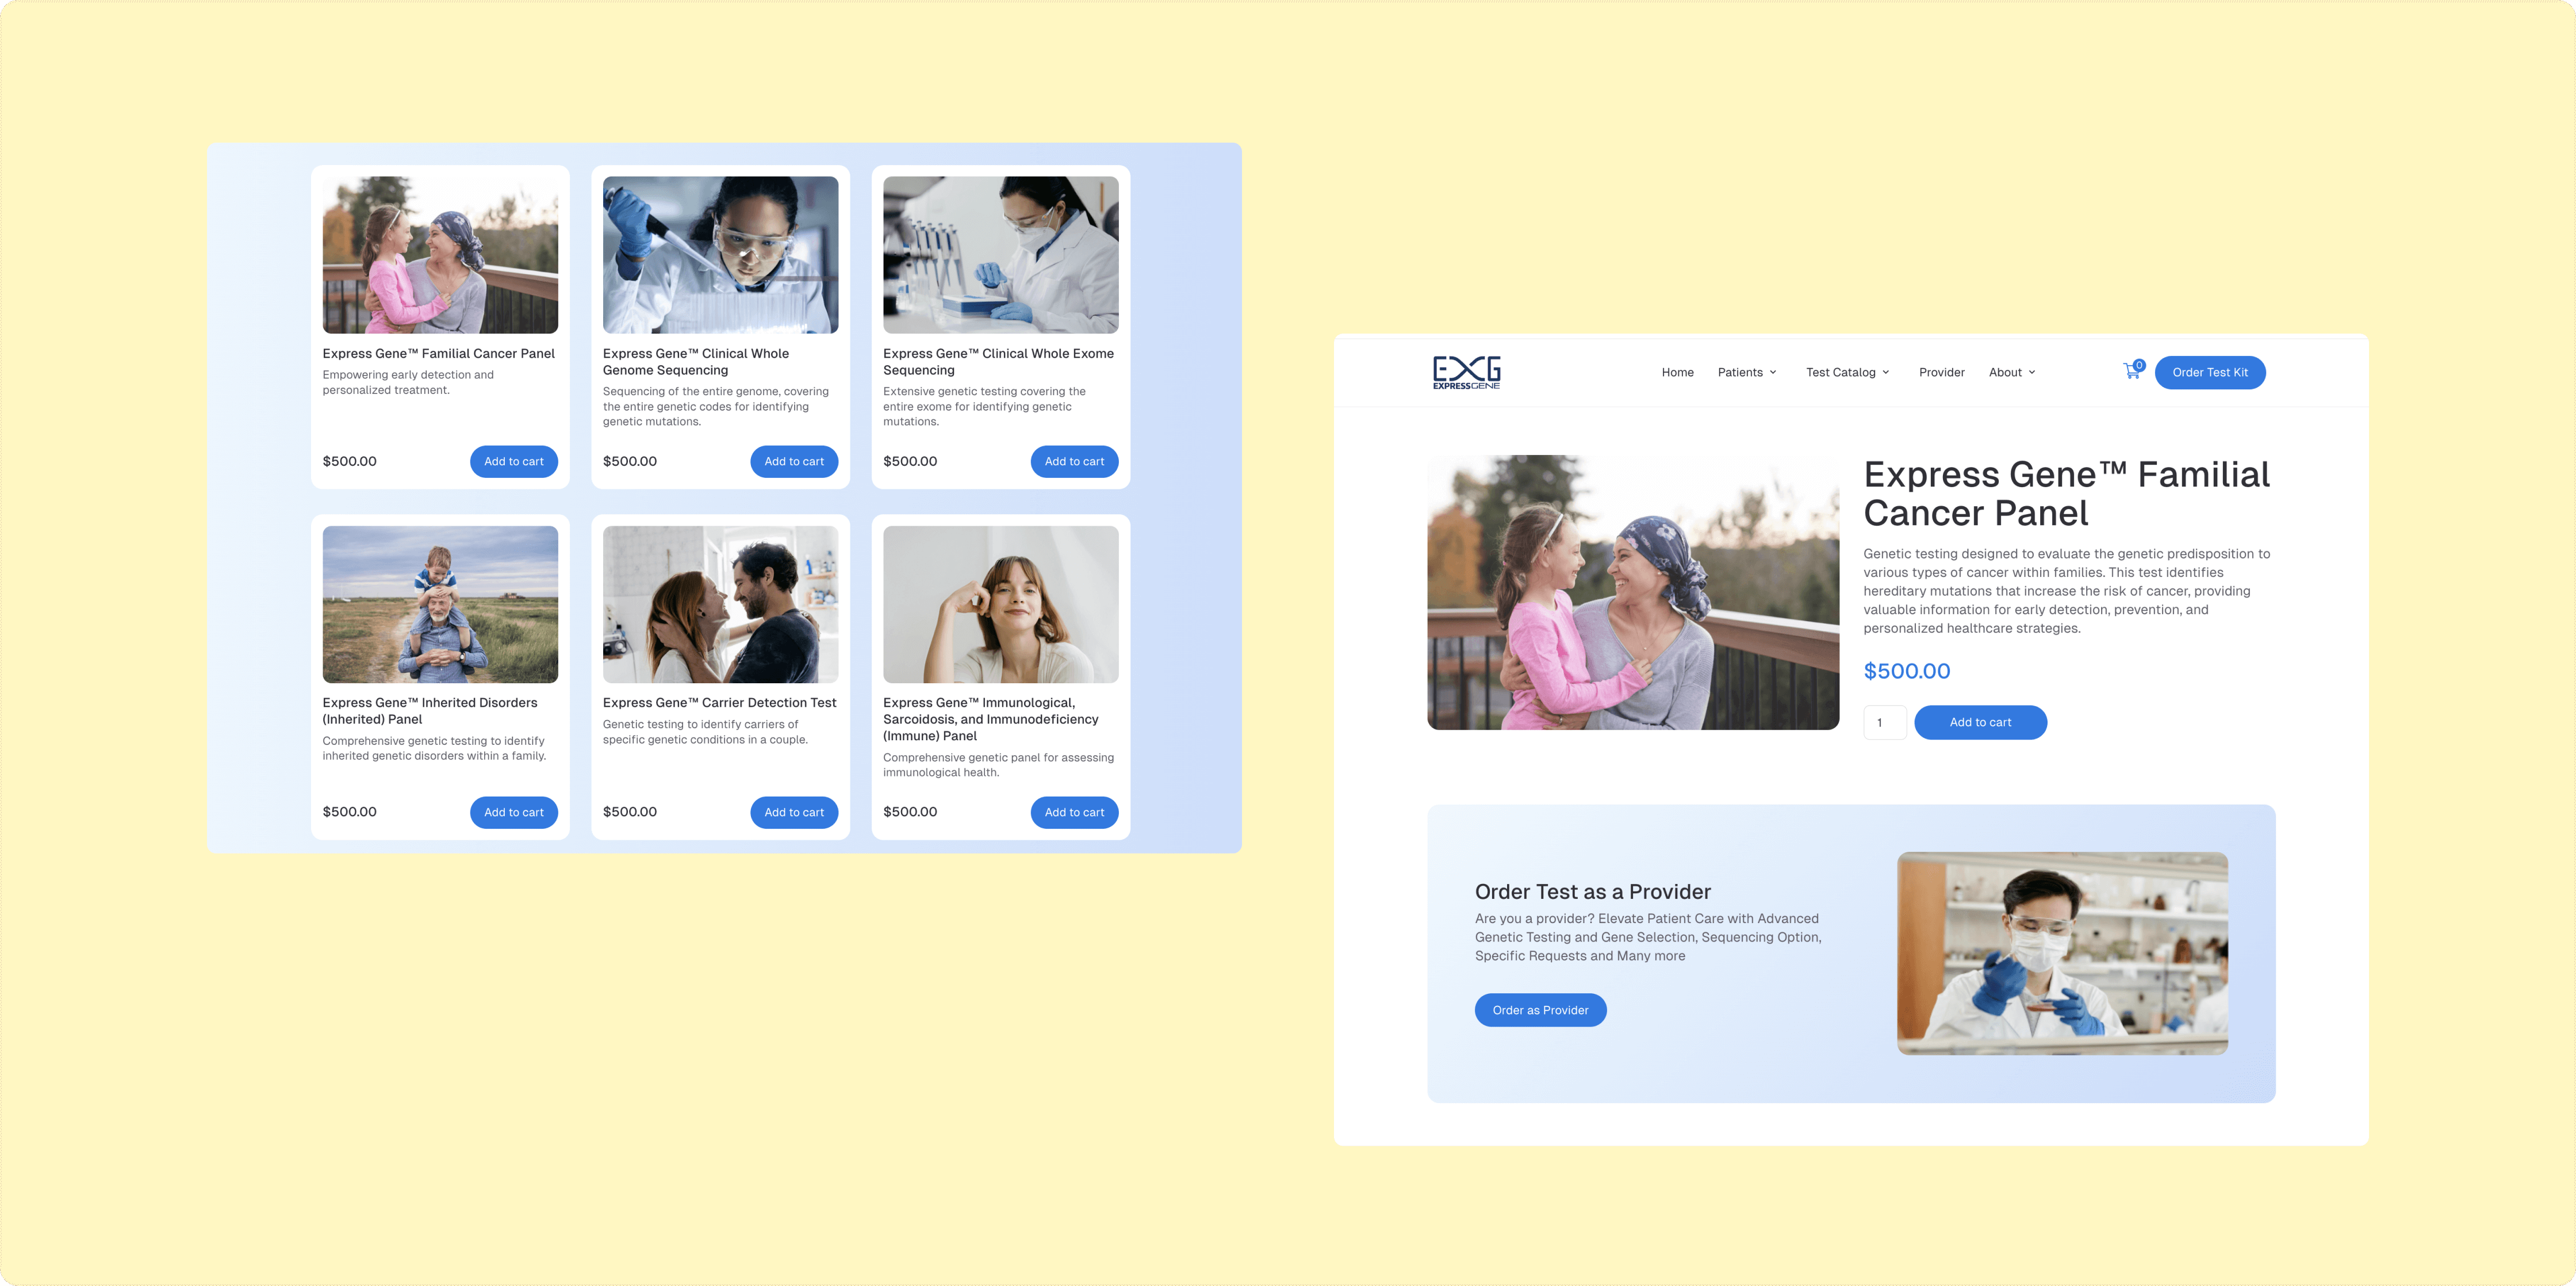 Express Gene™ Familial Cancer Panel
Empowering early detection and
personalized treatment.
$500.00
Add to cart
Express Gene™ Clinical Whole
Genome Sequencing
Sequencing of the entire genome, covering
the entire genetic codes for identifying
genetic mutations.
$500.00
Add to cart
Express Gene™ Clinical Whole Exome
Sequencing
Extensive genetic testing covering the
entire exome for identifying genetic
mutations.
$500.00
Add to cart
Express Gene™ Inherited Disorders
(Inherited) Panel
Comprehensive genetic testing to identify
inherited genetic disorders within a family.
$500.00
Add to cart
Express Gene™ Carrier Detection Test
Genetic testing to identify carriers of
specific genetic conditions in a couple.
$500.00
Add to cart
Express Gene™ Immunological,
Sarcoidosis, and Immunodeficiency
(Immune) Panel
Comprehensive genetic panel for assessing
immunological health.
$500.00
Add to cart
EXG
EXPRESSGENE
Home
Patients
Test Catalog
Provider
About
0
Order Test Kit
Express Gene™ Familial
Cancer Panel
Genetic testing designed to evaluate the genetic predisposition to
various types of cancer within families. This test identifies
hereditary mutations that increase the risk of cancer, providing
valuable information for early detection, prevention, and
personalized healthcare strategies.
$500.00
1
Add to cart
Order Test as a Provider
Are you a provider? Elevate Patient Care with Advanced
Genetic Testing and Gene Selection, Sequencing Option,
Specific Requests and Many more
Order as Provider